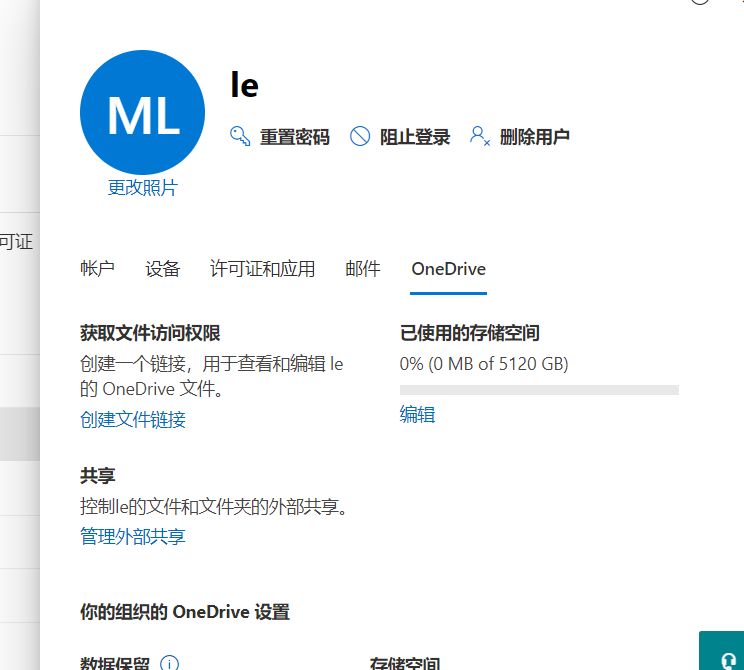 ML
le
重置密码 阻止登录 删除用户
更改照片
可证
帐户 设备 许可证和应用 邮件 OneDrive
获取文件访问权限
创建一个链接，用于查看和编辑 le
的 OneDrive 文件。
创建文件链接
已使用的存储空间
0% (0 MB of 5120 GB)
编辑
共享
控制le的文件和文件夹的外部共享。
管理外部共享
你的组织的 OneDrive 设置
数据保留 存储空间